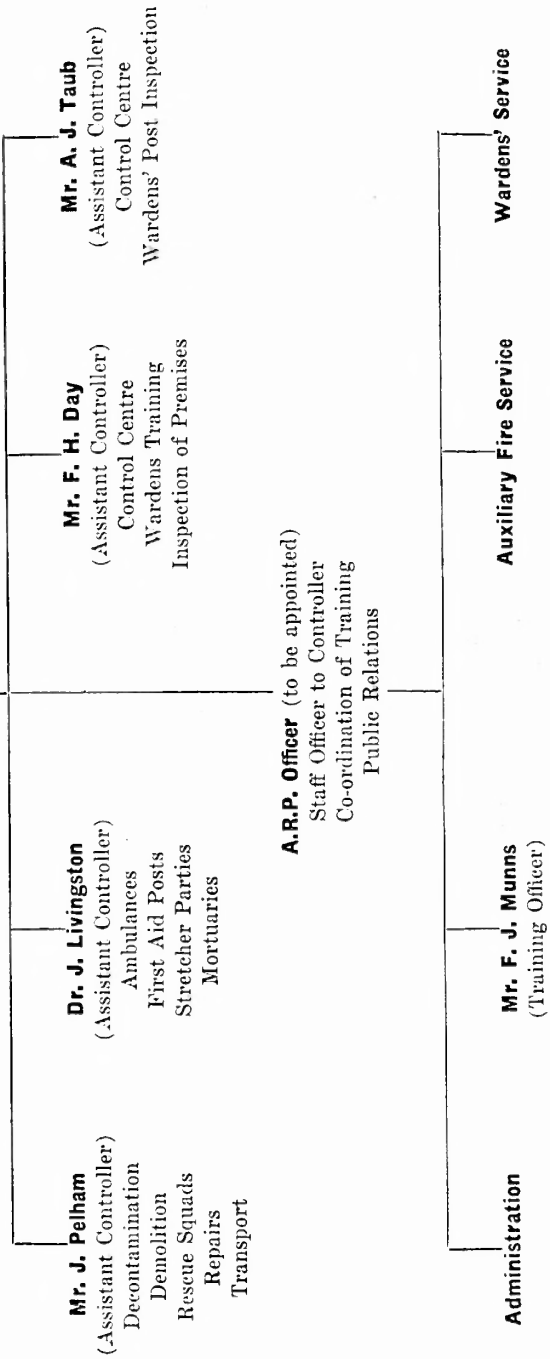 Mr. J. Pelham
(Assistant Controller)
Decontamination
Demolition
Rescue Squads
Repairs
Transport
Dr. J. Livingston
(Assistant Controller)
Ambulances
First Aid Posts
Stretcher Parties
Mortuaries
Mr. F. H. Day
(Assistant Controller)
Control Centre
Wardens Training
Inspection of Premises
Mr. A. J. Taub
(Assistant Controller)
Control Centre
Wardens' Post Inspection
A.R.P. Officer (to be appointed)
Staff Officer to Controller
Co-ordination of Training
Public Relations
Administration
Mr. F. J. Munns
(Training Officer)
Auxiliary Fire Service
Wardens' Service